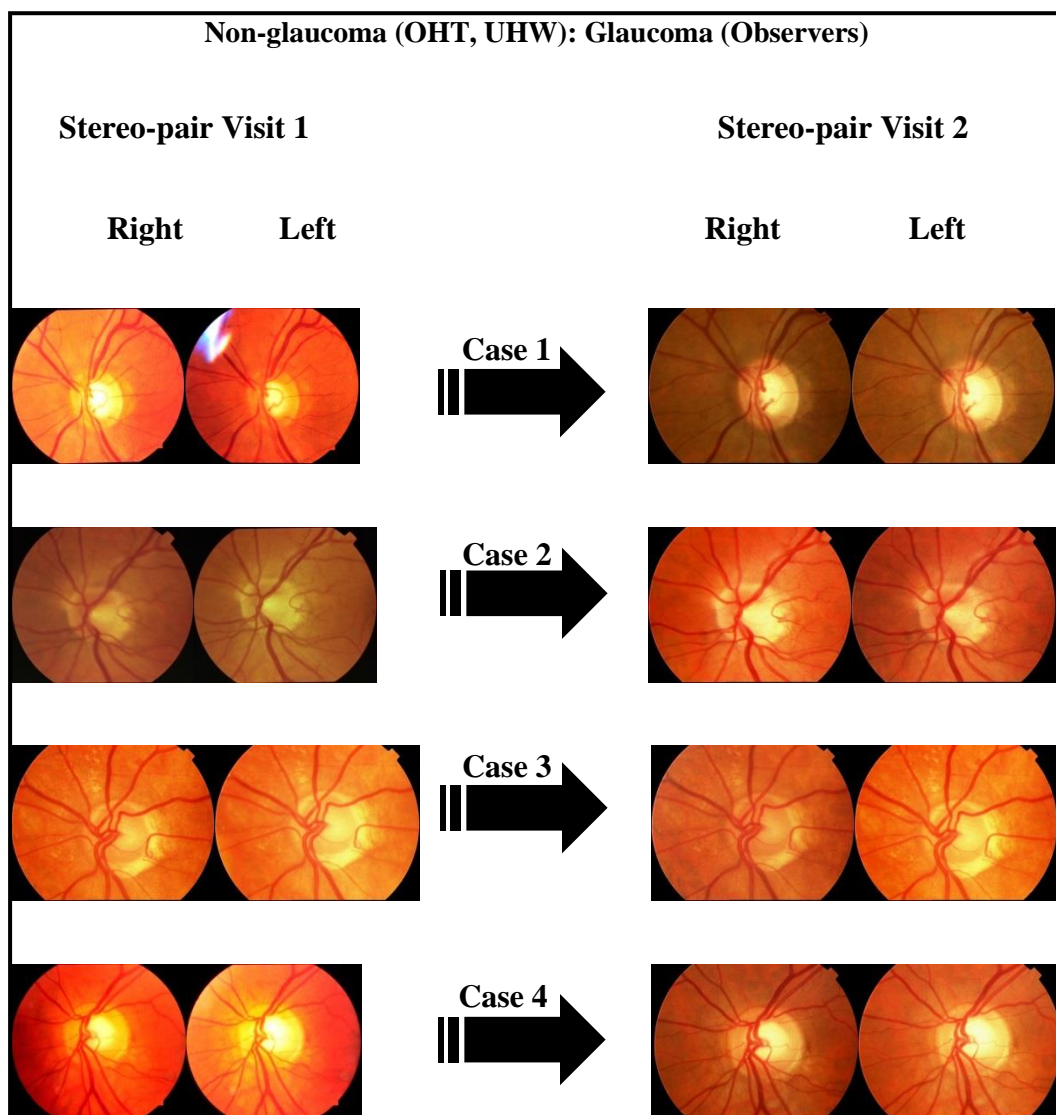 Non-glaucoma (OHT, UHW): Glaucoma (Observers)
Stereo-pair Visit 1
Stereo-pair Visit 2
Right
Left
Right
Left
Case 1
Case 2
Case 3
Case 4